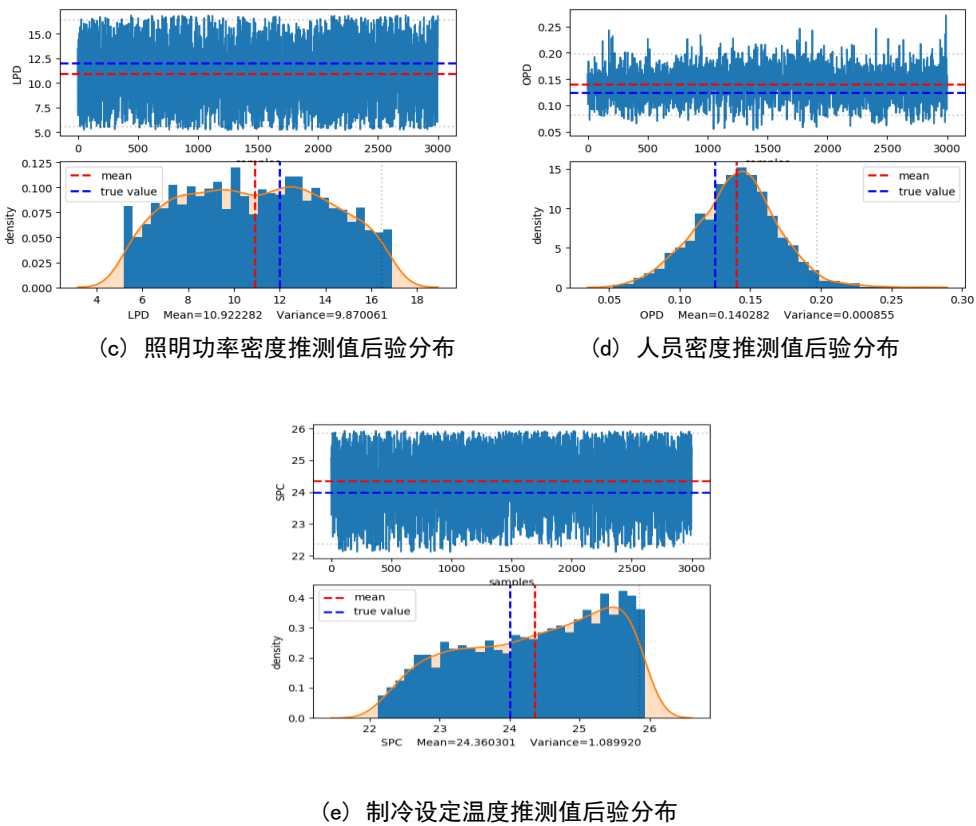 15.0
12.5
10.0
7.5
5.0
LPD
0 500 1000 1500 2000 2500 3000
0.125
0.100
0.075
0.050
0.025
0.000
density
mean
true value
4 6 8 10 12 14 16 18
LPD Mean=10.922282 Variance=9.870061
(c) 照明功率密度推测值后验分布
0.20
0.15
0.10
0.05
OPD
0 500 1000 1500 2000 2500 3000
15
10
5
0
density
mean
true value
0.05 0.10 0.15 0.20 0.25 0.30
OPD Mean=0.140282 Variance=0.000855
(d) 人员密度推测值后验分布
26
25
24
23
22
SPC
0 500 1000 1500 2000 2500 3000
samples
0.4
0.3
0.2
0.1
0.0
density
mean
true value
22 23 24 25 26
SPC Mean=24.360301 Variance=1.089920
(e) 制冷设定温度推测值后验分布